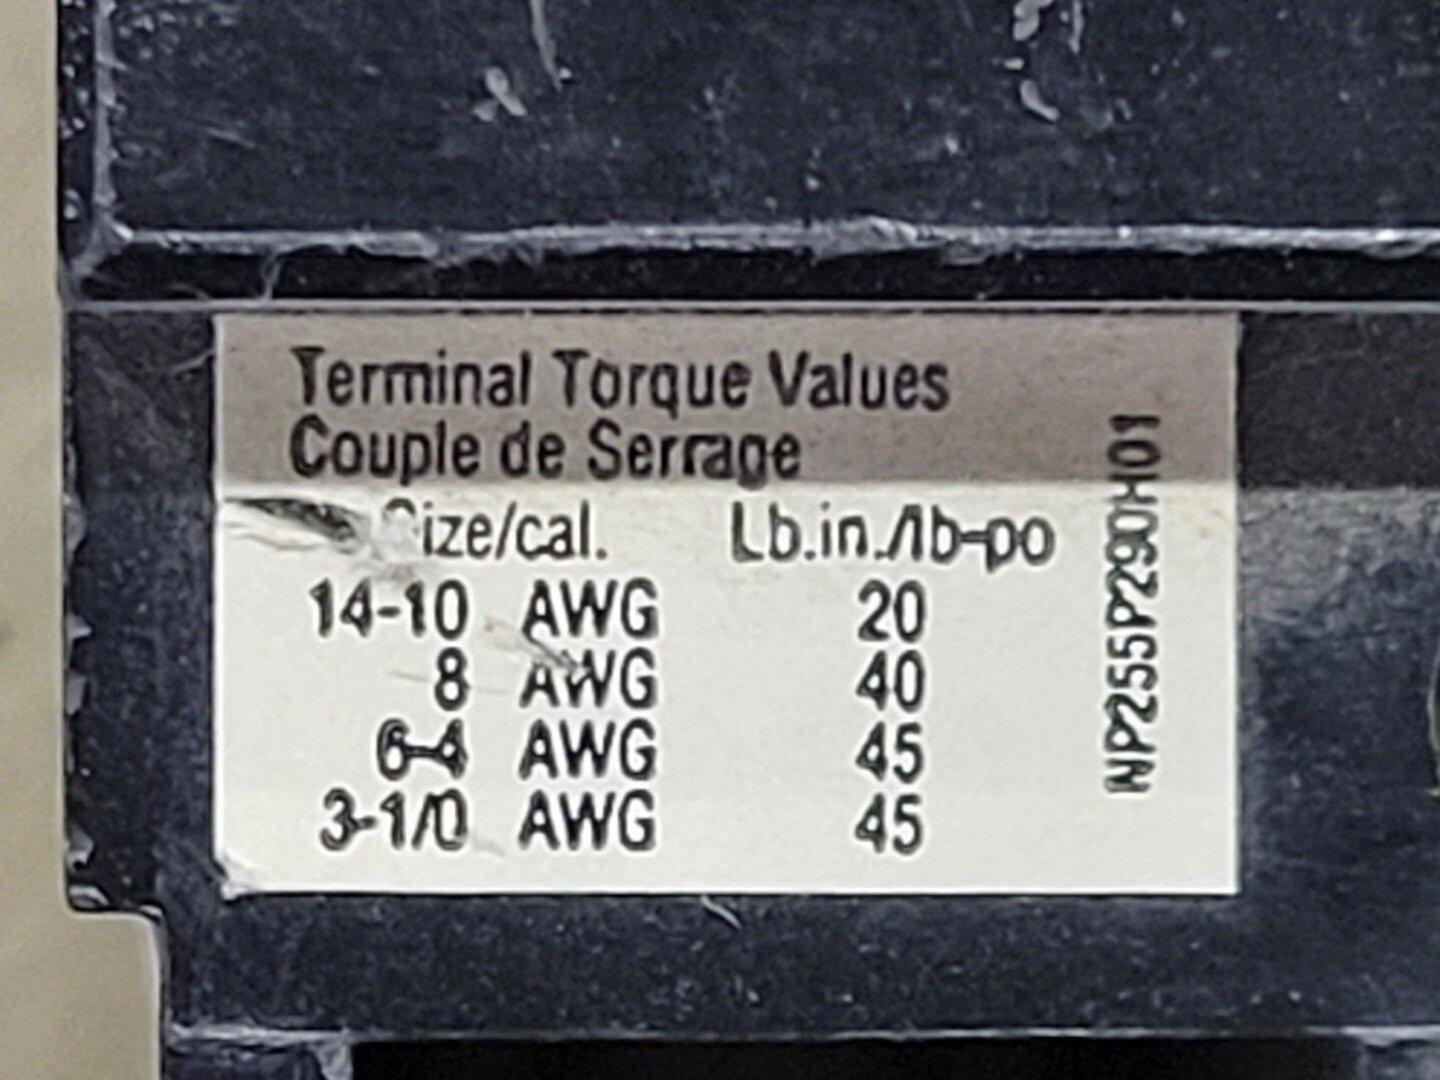 Terminal Torque Values
Couple de Serrage
Size/cal. Lb.in./lb-po
14-10 AWG 20
8 AWG 40
6-4 AWG 45
3-1/0 AWG 45
NP255P290H01